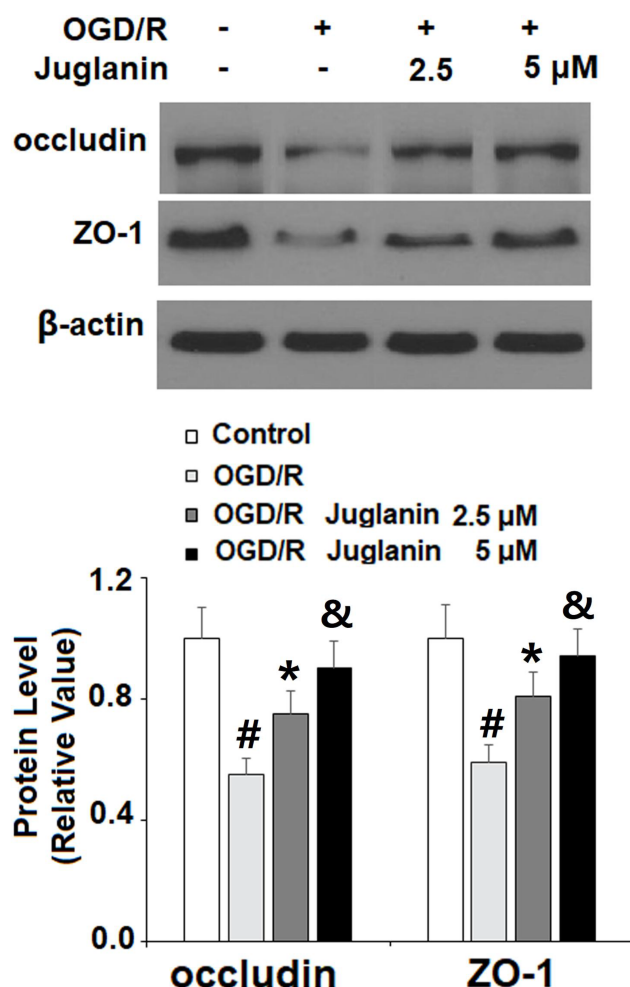 OGD/R - + + +
Juglanin - - 2.5 5 μM
occludin
ZO-1
β-actin
Control
OGD/R
OGD/R Juglanin 2.5 μM
OGD/R Juglanin 5 μM
Protein Level
(Relative Value)
1.2
0.8
0.4
0.0
# * &
# * &
occludin ZO-1